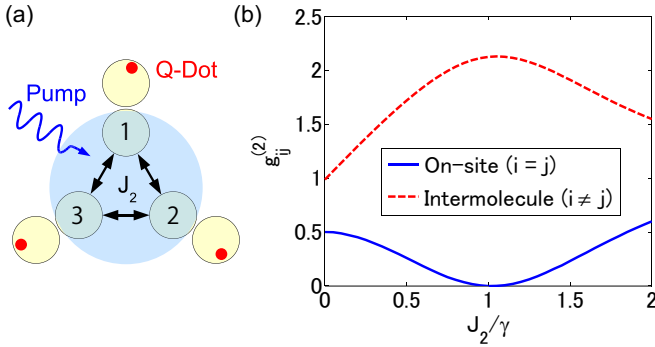 (a)
Q-Dot
Pump
1
J₂
3
2
(b)
g_ij^(2)
2.5
2
1.5
1
0.5
0
On-site (i = j)
Intermolecule (i ≠ j)
0
0.5
1
1.5
2
J₂/γ